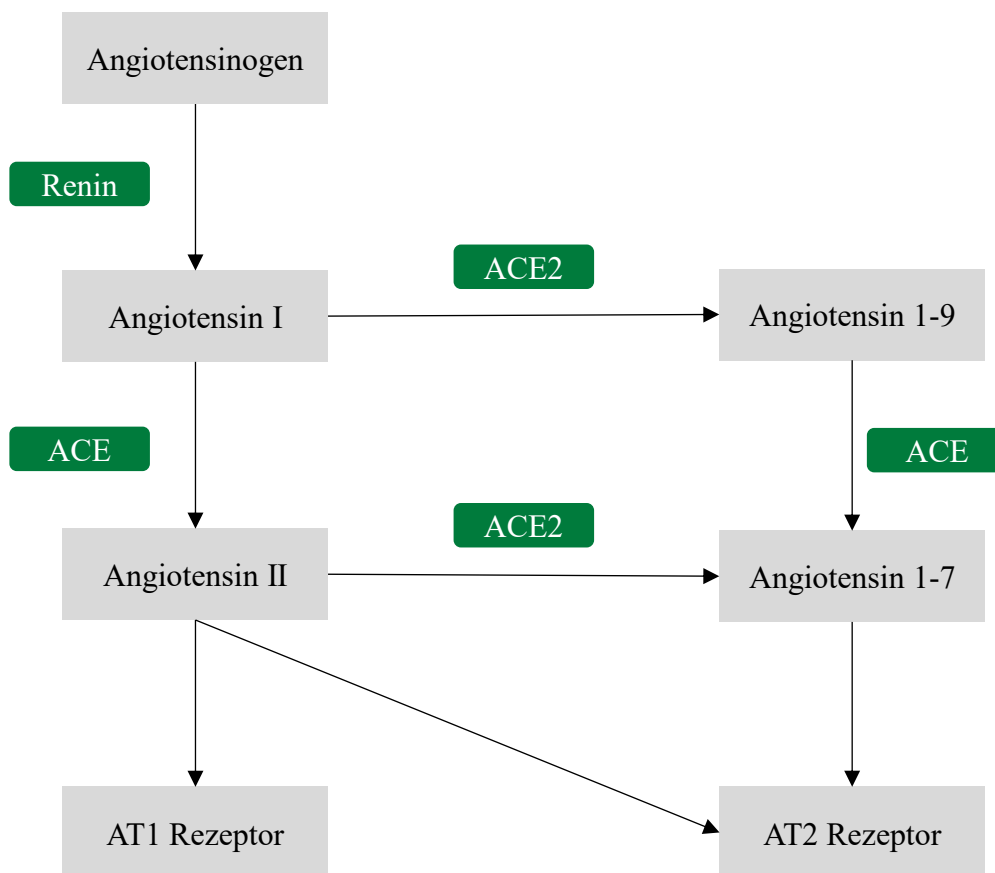 Angiotensinogen
Renin
ACE2
Angiotensin I
Angiotensin 1-9
ACE
ACE
ACE2
Angiotensin II
Angiotensin 1-7
AT1 Rezeptor
AT2 Rezeptor